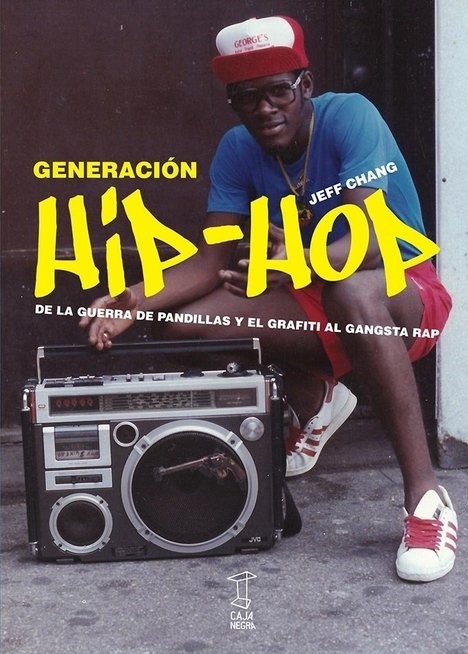 GEORGE'S
GENERACIÓN
JEFF CHANG
HIP-HOP
DE LA GUERRA DE PANDILLAS Y EL GRAFITI AL GANGSTA RAP
JVC
CAJA
NEGRA